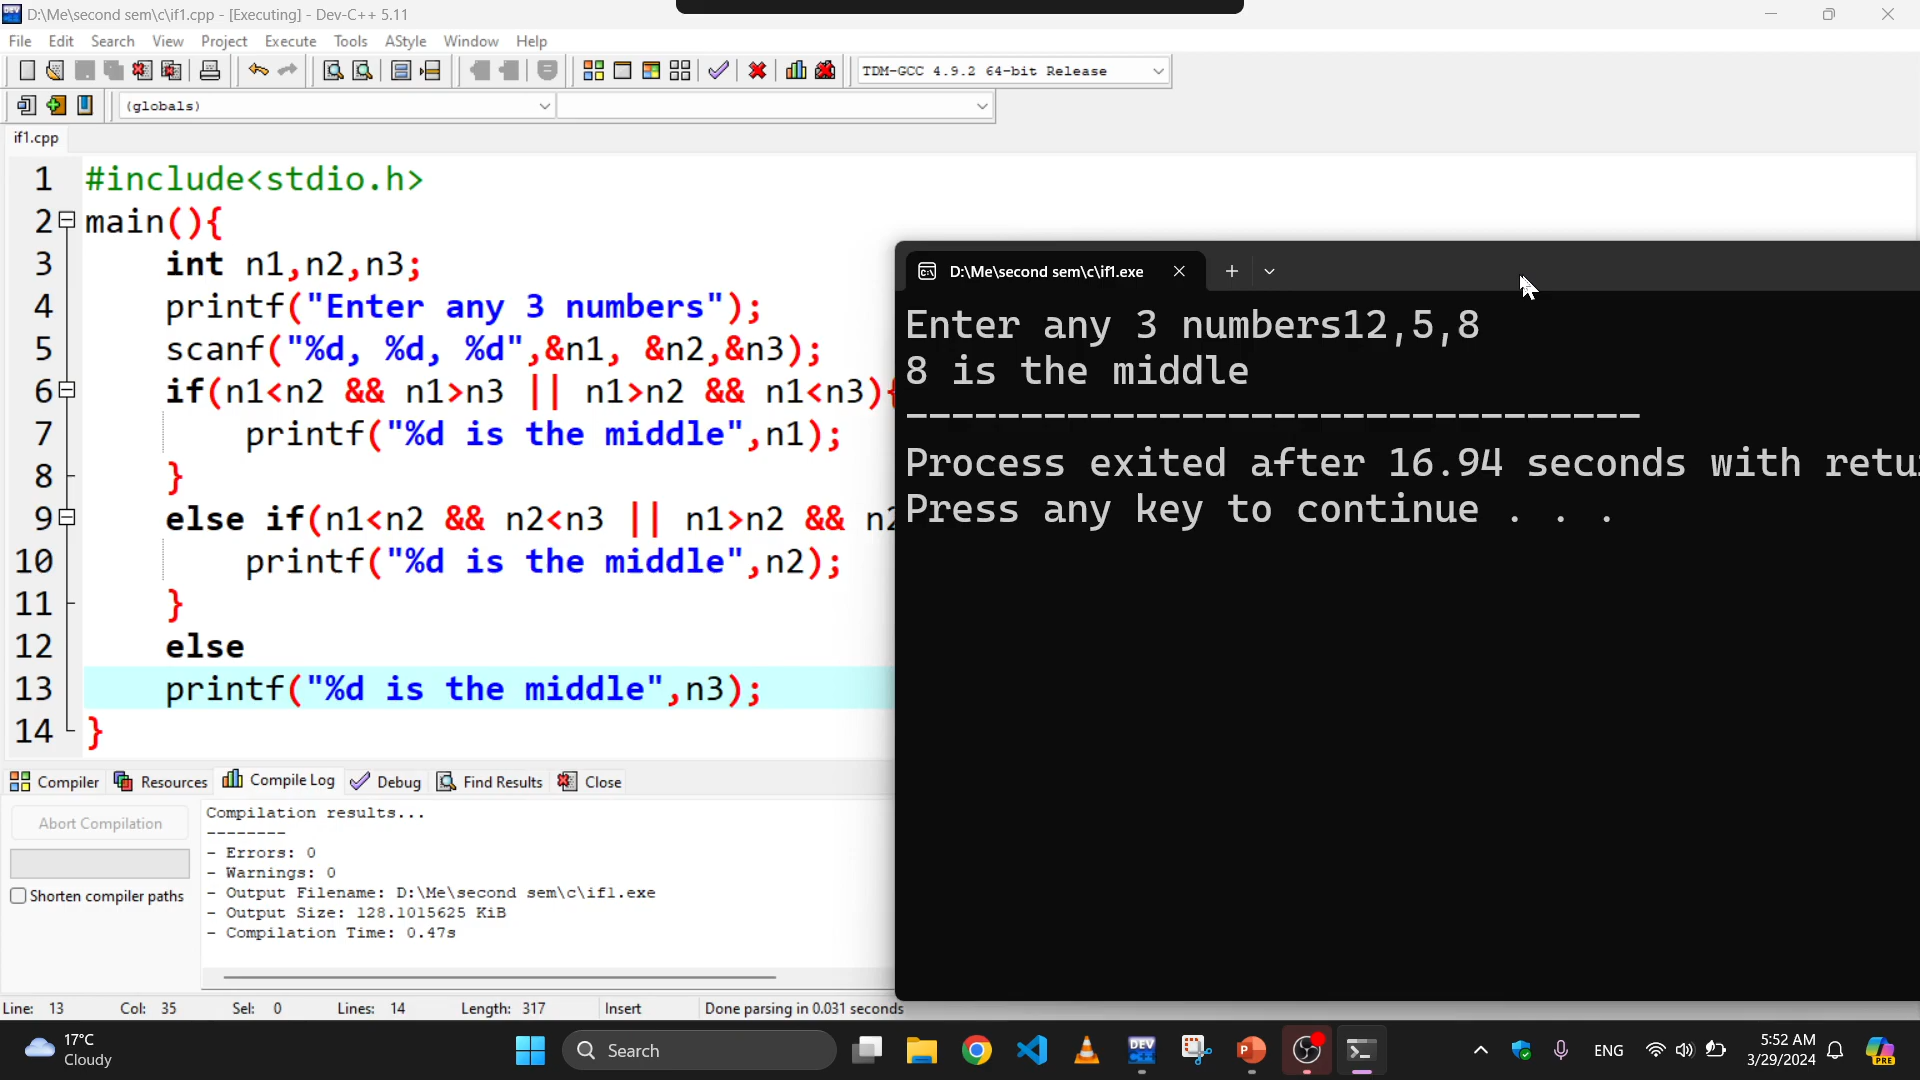 D:\Me\second sem\c\if1.cpp - [Executing] - Dev-C++ 5.11
File Edit Search View Project Execute Tools AStyle Window Help
TDM-GCC 4.9.2 64-bit Release
(globals)
if1.cpp
1 #include<stdio.h>
2 main(){
3 int n1,n2,n3;
4 printf("Enter any 3 numbers");
5 scanf("%d, %d, %d",&n1, &n2,&n3);
6 if(n1<n2 && n1>n3 || n1>n2 && n1<n3){
7 printf("%d is the middle",n1);
8 }
9 else if(n1<n2 && n2<n3 || n1>n2 && n2
10 printf("%d is the middle",n2);
11 }
12 else
13 printf("%d is the middle",n3);
14 }
D:\Me\second sem\c\if1.exe
Enter any 3 numbers12,5,8
8 is the middle
--------------------------------
Process exited after 16.94 seconds with retu
Press any key to continue . . .
Compiler Resources Compile Log Debug Find Results Close
Abort Compilation
Shorten compiler paths
Compilation results...
--------
- Errors: 0
- Warnings: 0
- Output Filename: D:\Me\second sem\c\if1.exe
- Output Size: 128.1015625 KiB
- Compilation Time: 0.47s
Line: 13 Col: 35 Sel: 0 Lines: 14 Length: 317 Insert Done parsing in 0.031 seconds
17°C
Cloudy
Search
DEV
ENG
5:52 AM
3/29/2024
PRE